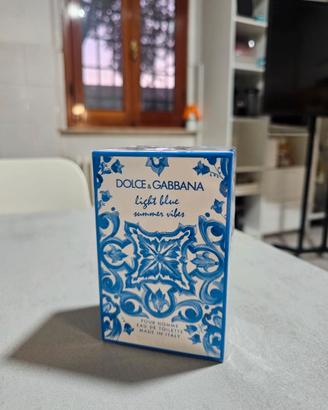 DOLCE & GABBANA
light blue
summer vibes
POUR HOMME
EAU DE TOILETTE
MADE IN ITALY